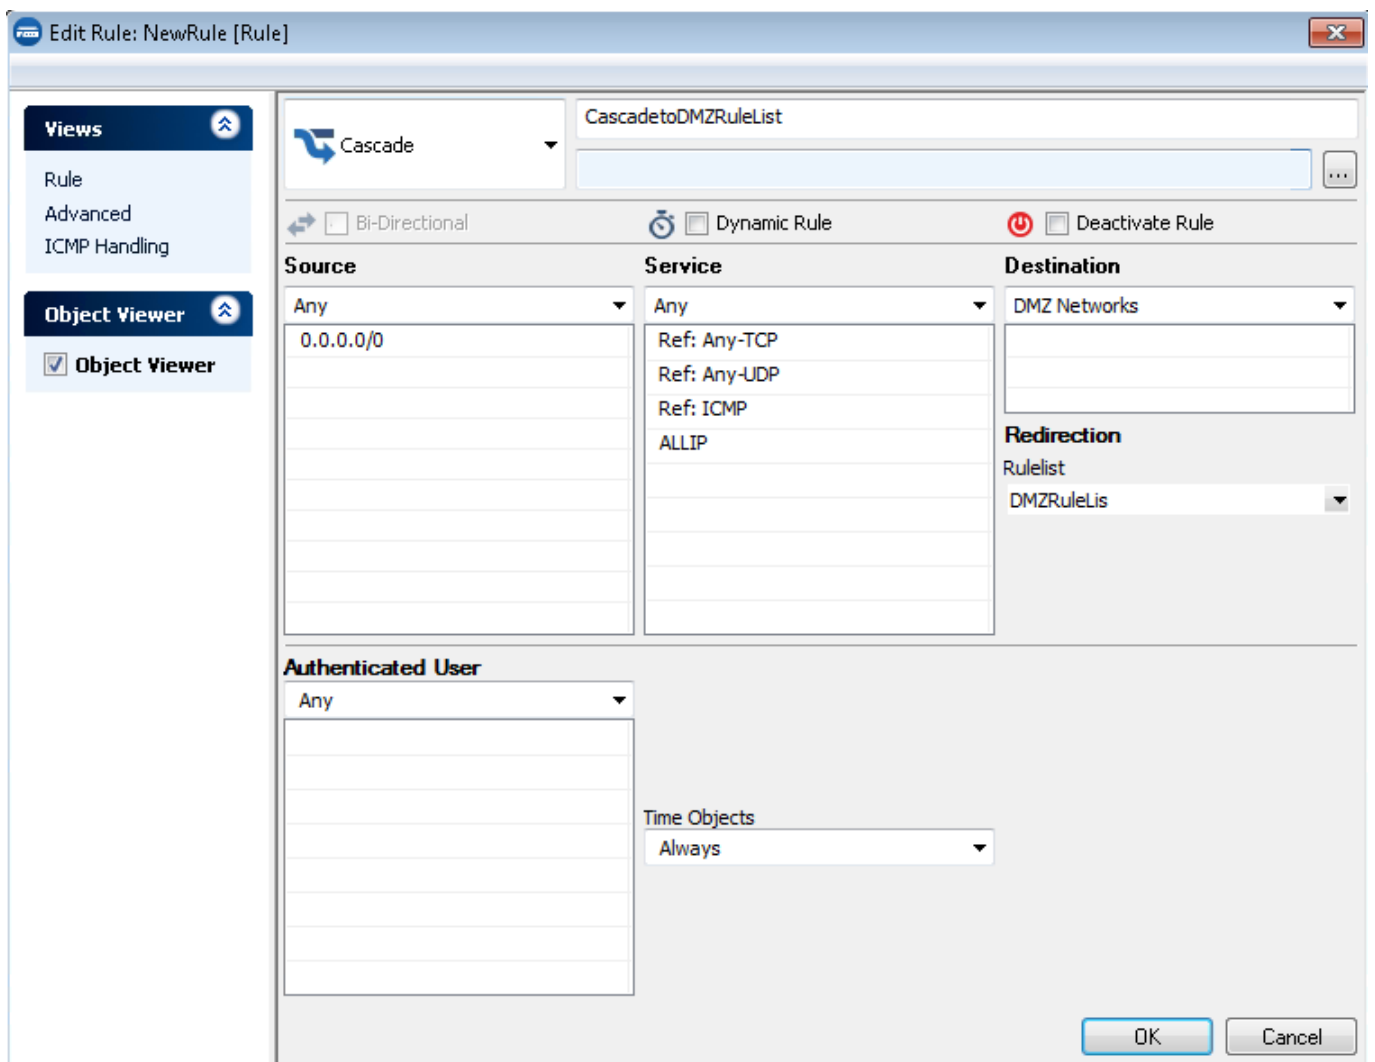 Edit Rule: NewRule [Rule]
Views
Rule
Advanced
ICMP Handling
Object Viewer
Object Viewer
Cascade
CascadetoDMZRuleList
...
Bi-Directional
Dynamic Rule
Deactivate Rule
Source
Any
0.0.0.0/0
Service
Any
Ref: Any-TCP
Ref: Any-UDP
Ref: ICMP
ALLIP
Destination
DMZ Networks
Redirection
Rulelist
DMZRuleLis
Authenticated User
Any
Time Objects
Always
OK
Cancel